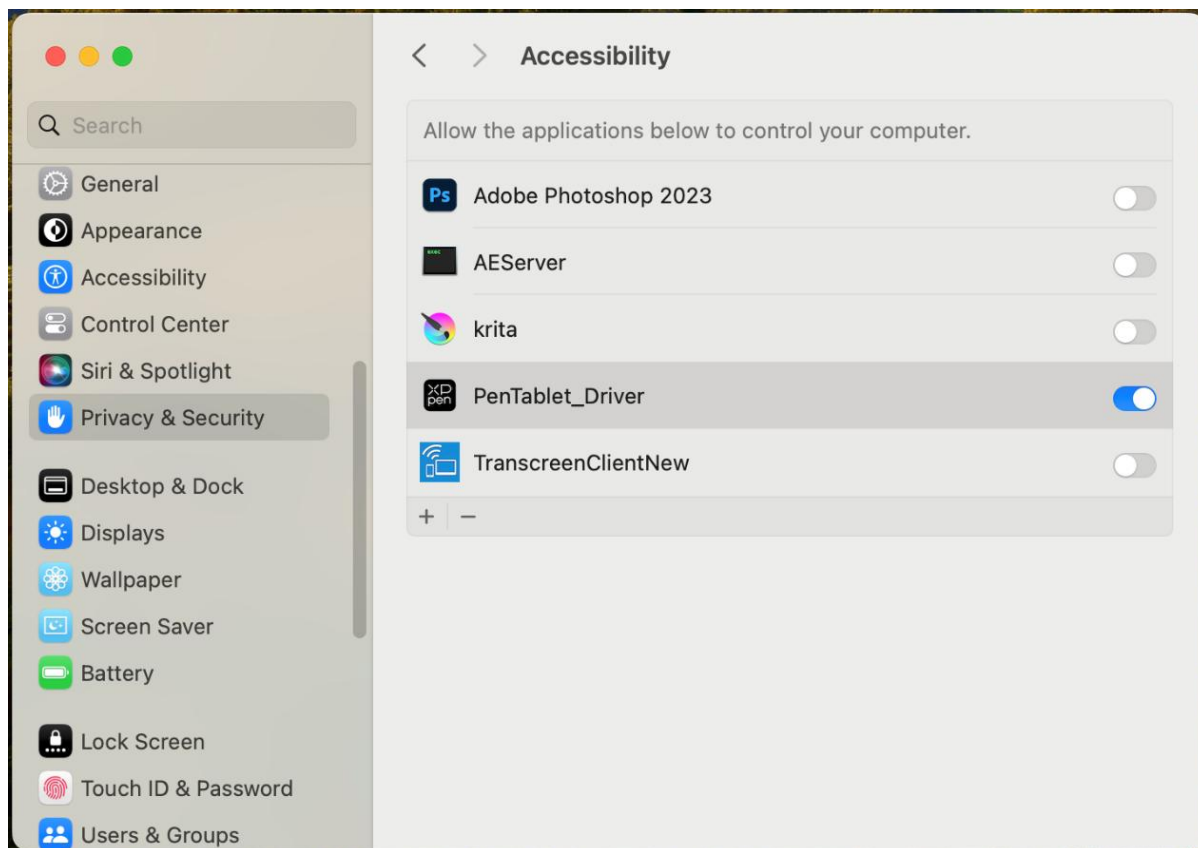 Search
General
Appearance
Accessibility
Control Center
Siri & Spotlight
Privacy & Security
Desktop & Dock
Displays
Wallpaper
Screen Saver
Battery
Lock Screen
Touch ID & Password
Users & Groups
Accessibility
Allow the applications below to control your computer.
Ps Adobe Photoshop 2023
AEServer
krita
XP
pen PenTablet_Driver
TranscreenClientNew
+ −